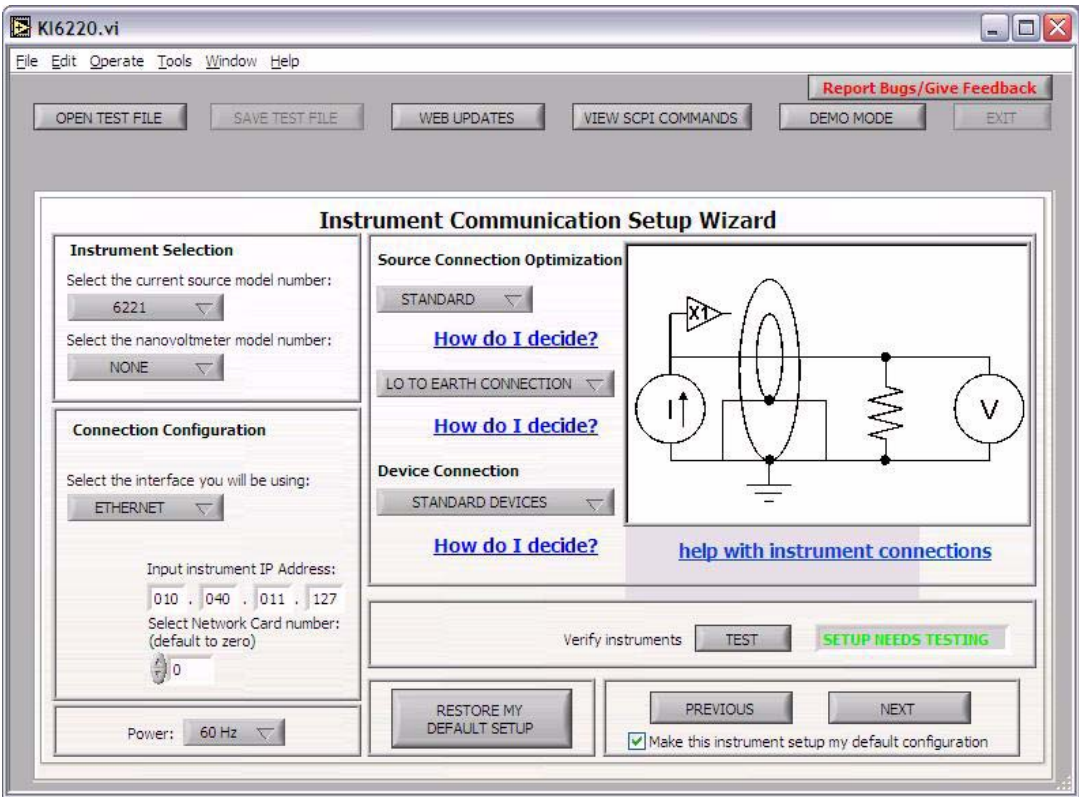 KI6220.vi
File Edit Operate Tools Window Help
Report Bugs/Give Feedback
OPEN TEST FILE SAVE TEST FILE WEB UPDATES VIEW SCPI COMMANDS DEMO MODE EXIT
Instrument Communication Setup Wizard
Instrument Selection
Select the current source model number:
6221
Select the nanovoltmeter model number:
NONE
Connection Configuration
Select the interface you will be using:
ETHERNET
Input instrument IP Address:
010 . 040 . 011 . 127
Select Network Card number:
(default to zero)
0
Power: 60 Hz
Source Connection Optimization
STANDARD
How do I decide?
LO TO EARTH CONNECTION
How do I decide?
Device Connection
STANDARD DEVICES
How do I decide?
X1
I
V
help with instrument connections
Verify instruments TEST SETUP NEEDS TESTING
RESTORE MY
DEFAULT SETUP
PREVIOUS NEXT
Make this instrument setup my default configuration